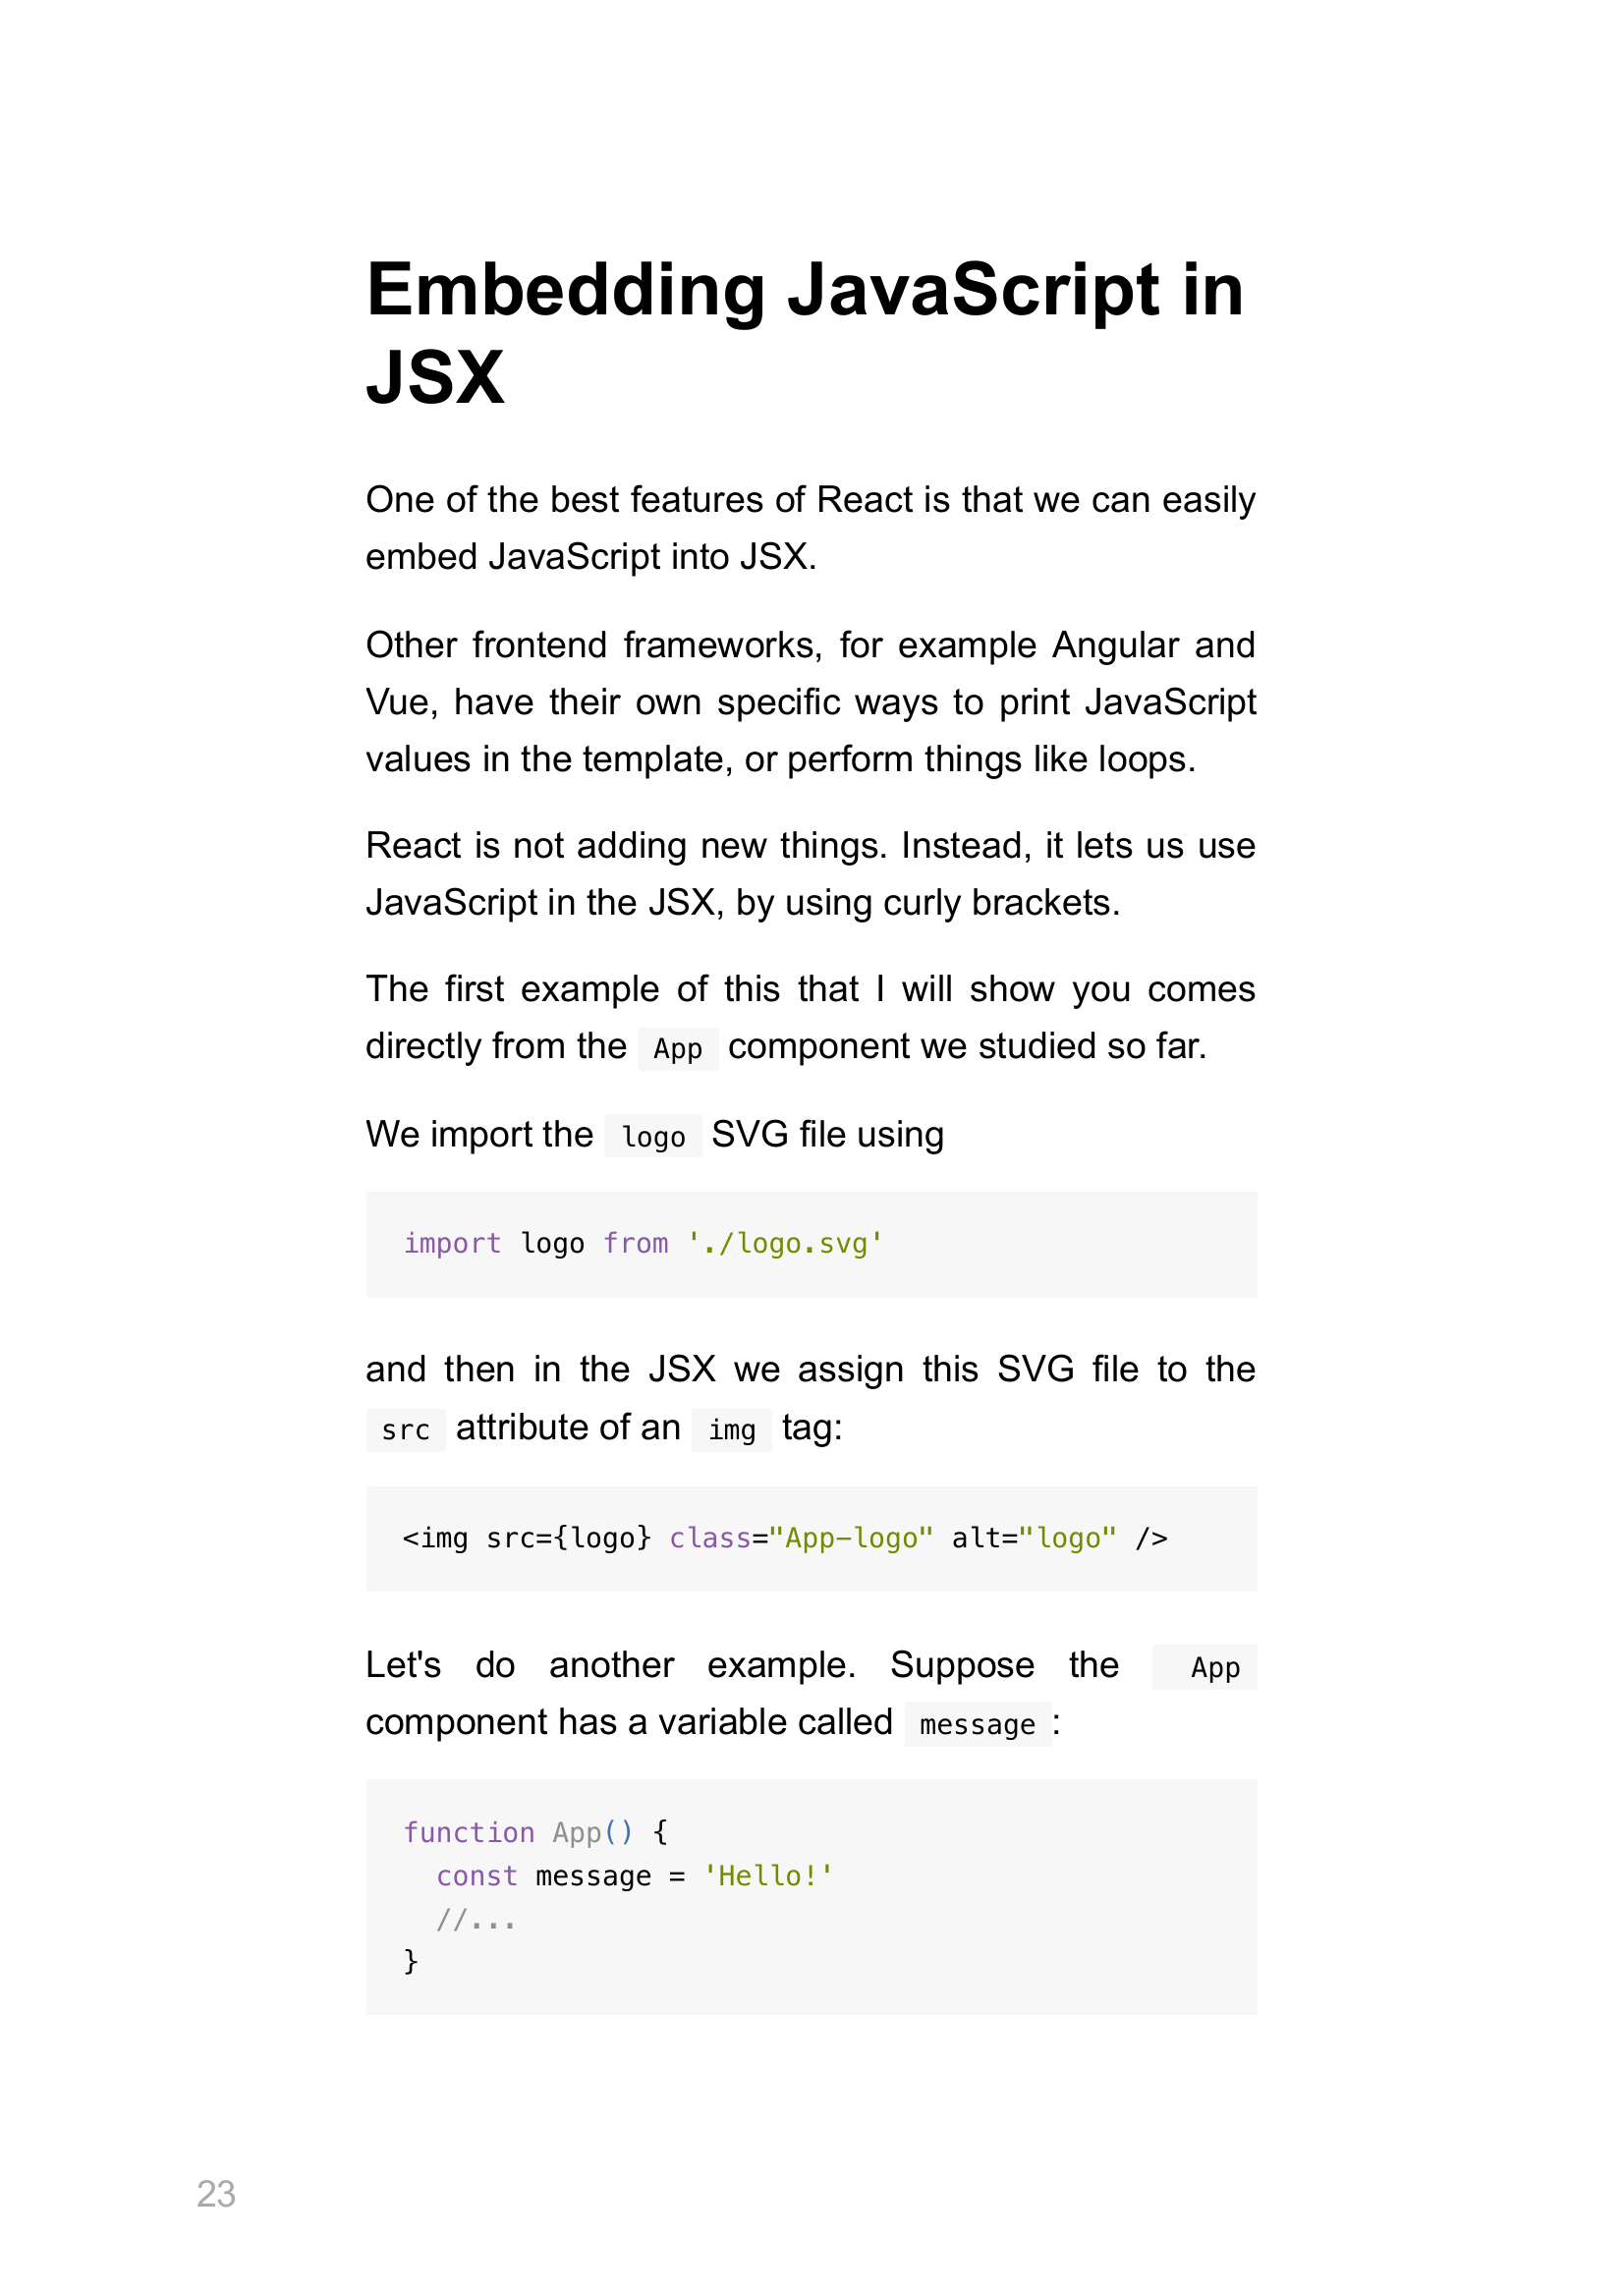 Embedding JavaScript in
JSX
One of the best features of React is that we can easily
embed JavaScript into JSX.
Other frontend frameworks, for example Angular and
Vue, have their own specific ways to print JavaScript
values in the template, or perform things like loops.
React is not adding new things. Instead, it lets us use
JavaScript in the JSX, by using curly brackets.
The first example of this that I will show you comes
directly from the App component we studied so far.
We import the logo SVG file using
import logo from './logo.svg'
and then in the JSX we assign this SVG file to the
src attribute of an img tag:
<img src={logo} class="App-logo" alt="logo" />
Let's do another example. Suppose the App
component has a variable called message :
function App() {
  const message = 'Hello!'
  //...
}
23